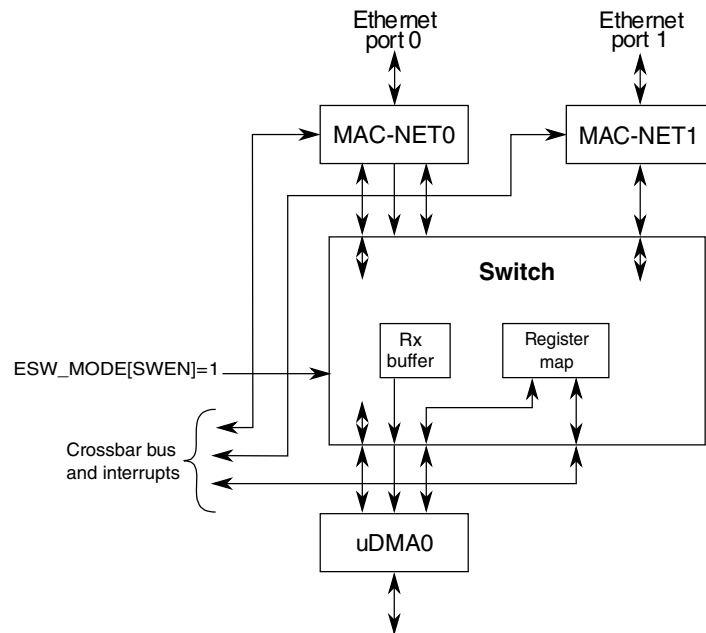 Ethernet
port 0
Ethernet
port 1
MAC-NET0
MAC-NET1
Switch
Rx
buffer
Register
map
ESW_MODE[SWEN]=1
Crossbar bus
and interrupts
uDMA0